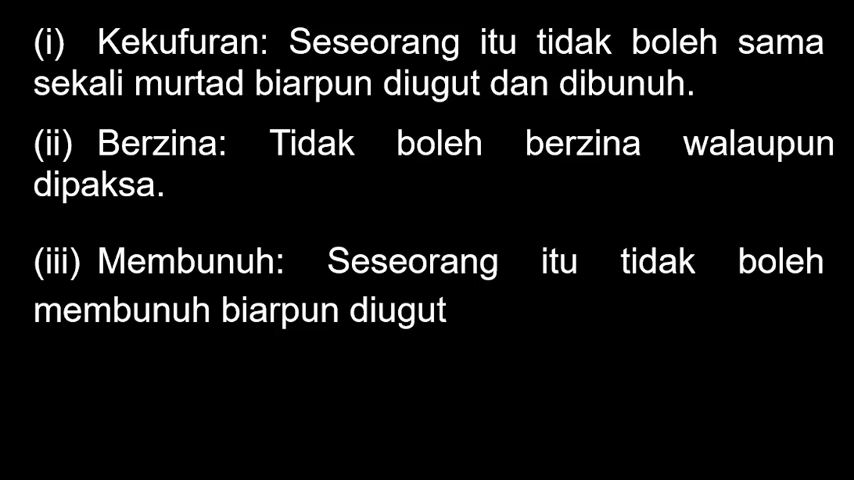 (i) Kekufuran: Seseorang itu tidak boleh sama
sekali murtad biarpun diugut dan dibunuh.
(ii) Berzina: Tidak boleh berzina walaupun
dipaksa.
(iii) Membunuh: Seseorang itu tidak boleh
membunuh biarpun diugut